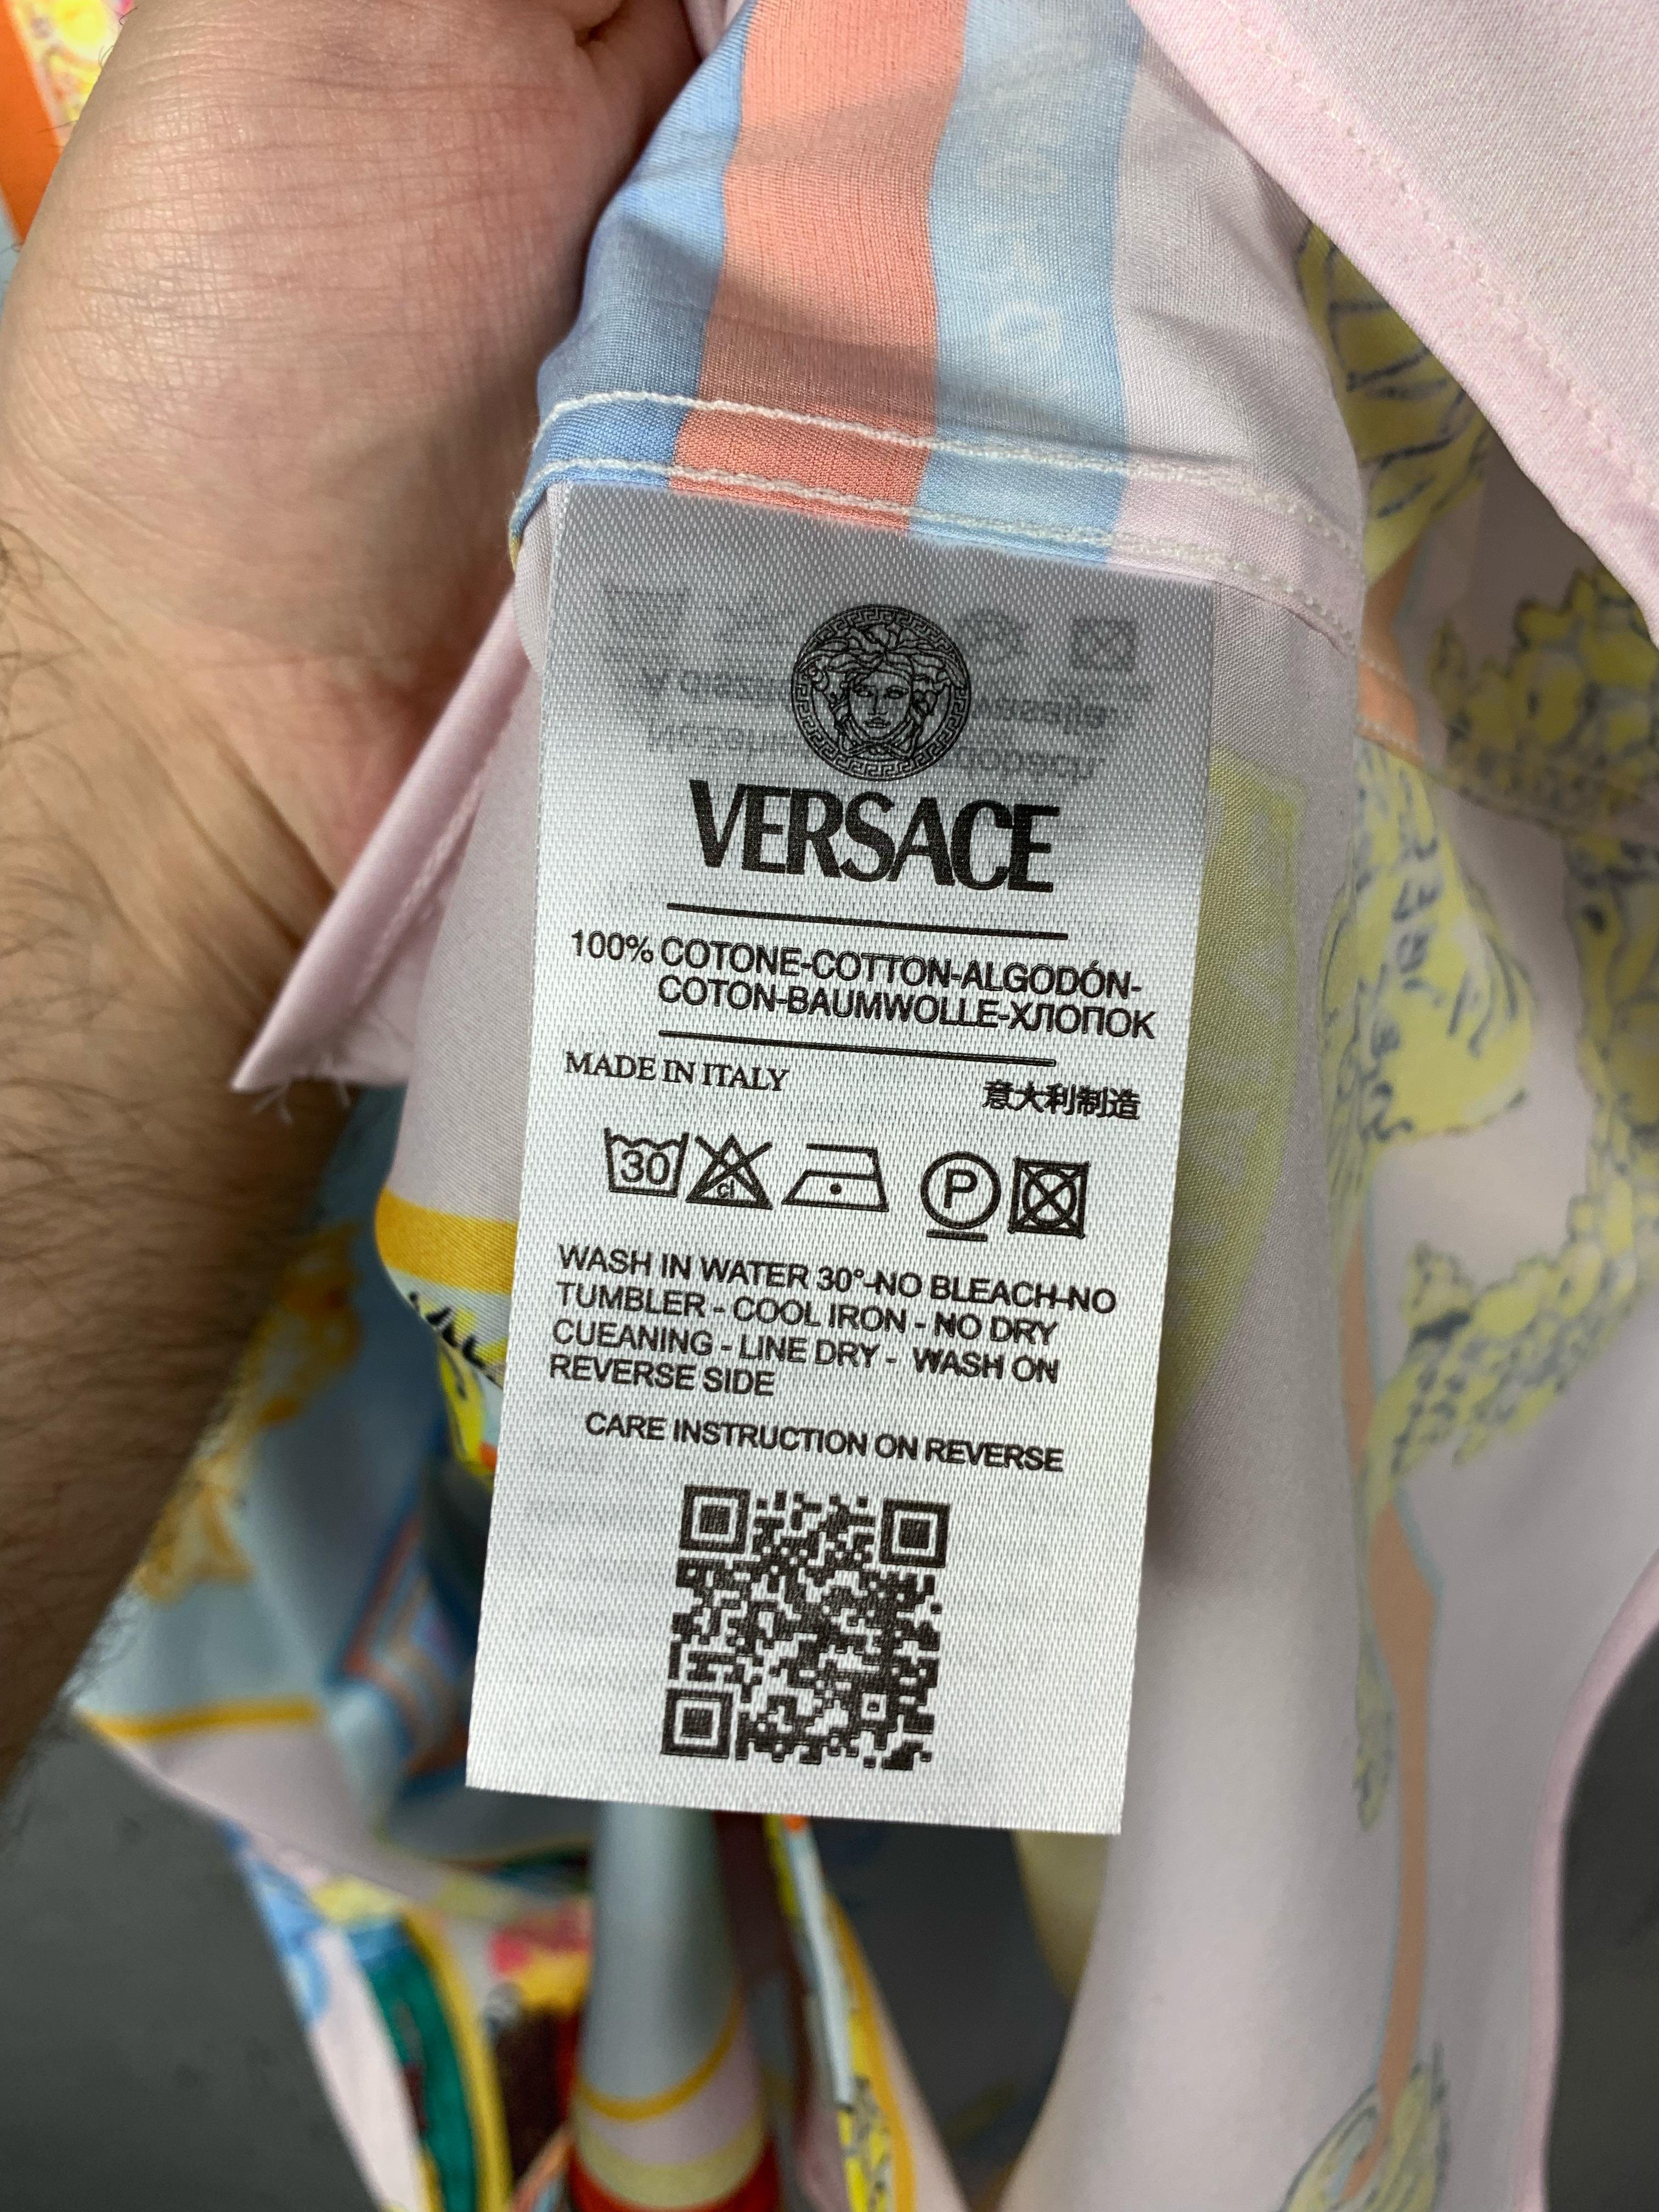 VERSACE
100% COTONE-COTTON-ALGODÓN-
COTON-BAUMWOLLE-ХЛОПОК
MADE IN ITALY 意大利制造
30 cl P
WASH IN WATER 30°-NO BLEACH-NO
TUMBLER - COOL IRON - NO DRY
CUEANING - LINE DRY - WASH ON
REVERSE SIDE
CARE INSTRUCTION ON REVERSE